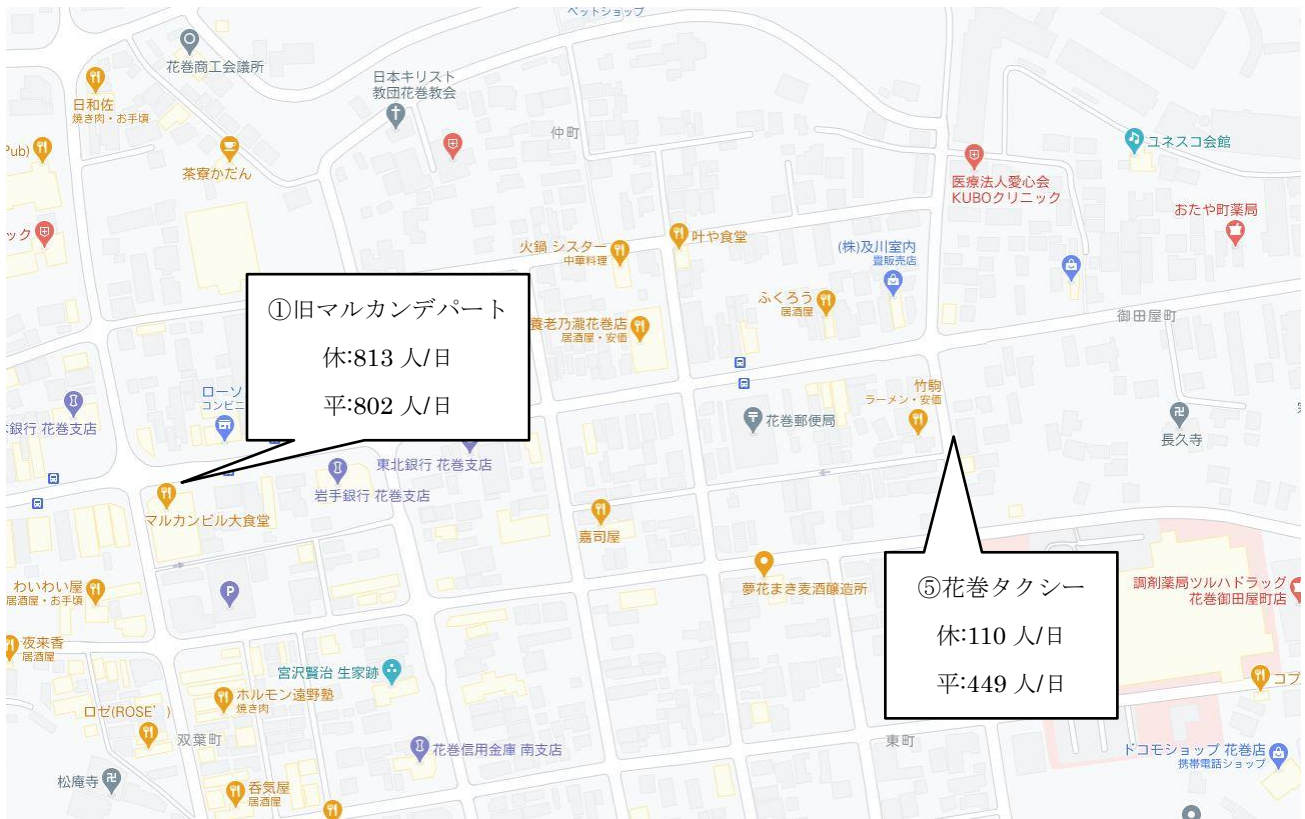 ペットショップ
花巻商工会議所
日本キリスト
教団花巻教会
日和佐
焼き肉・お手頃
仲町
ユネスコ会館
Pub)
茶寮かだん
医療法人愛心会
KUBOクリニック
おたや町薬局
ック
火鍋 シスター
中華料理
叶や食堂
(株)及川室内
畳販売店
①旧マルカンデパート
休:813 人/日
平:802 人/日
養老乃瀧花巻店
居酒屋・安価
ふくろう
居酒屋
御田屋町
ローソ
コンビニ
竹駒
ラーメン・安価
銀行 花巻支店
花巻郵便局
長久寺
東北銀行 花巻支店
岩手銀行 花巻支店
マルカンビル大食堂
嘉司屋
わいわい屋
居酒屋・お手頃
P
夢花まき麦酒醸造所
⑤花巻タクシー
休:110 人/日
平:449 人/日
調剤薬局ツルハドラッグ
花巻御田屋町店
夜来香
居酒屋
宮沢賢治 生家跡
ホルモン遠野塾
焼き肉
コブ
ロゼ(ROSE’)
双葉町
花巻信用金庫 南支店
東町
ドコモショップ 花巻店
携帯電話ショップ
松庵寺
呑気屋
居酒屋